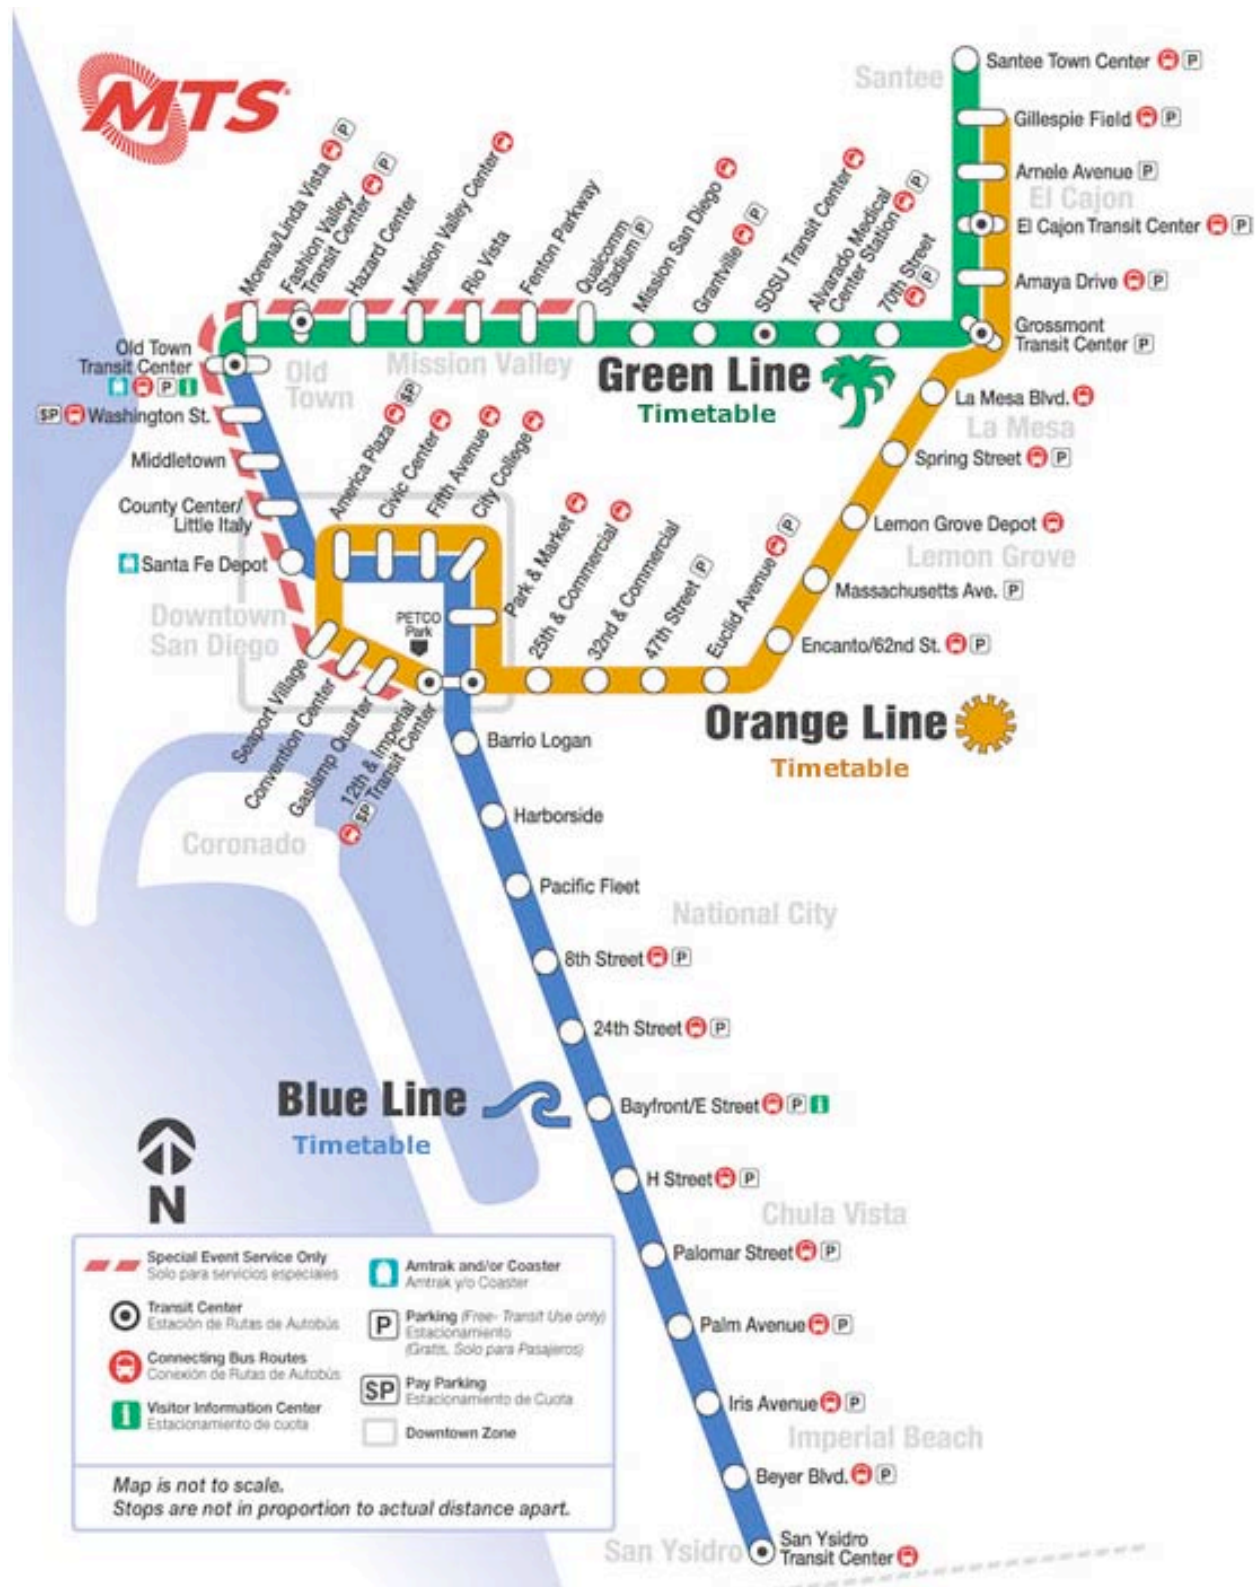 MTS
Santee
Santee Town Center P
Gillespie Field P
Arnele Avenue P
El Cajon
El Cajon Transit Center P
Amaya Drive P
Grossmont
Transit Center P
Morena/Linda Vista P
Fashion Valley
Transit Center P
Hazard Center
Mission Valley Center
Rio Vista
Fenton Parkway
Qualcomm
Stadium P
Mission San Diego
Grantville P
SDSU Transit Center
Alvarado Medical
Center Station P
70th Street
P
Old Town
Transit Center
P i
Old
Town
Mission Valley
Green Line
Timetable
$P Washington St.
Middletown
County Center/
Little Italy
Santa Fe Depot
America Plaza $P
Civic Center
Fifth Avenue
City College
Park & Market
25th & Commercial
32nd & Commercial
47th Street P
Euclid Avenue P
La Mesa Blvd.
La Mesa
Spring Street P
Lemon Grove Depot
Lemon Grove
Massachusetts Ave. P
Encanto/62nd St. P
Downtown
San Diego
PETCO
Park
Seaport Village
Convention Center
Gaslamp Quarter
12th & Imperial
Transit Center
$P
Orange Line
Timetable
Barrio Logan
Harborside
Coronado
Pacific Fleet
National City
8th Street P
24th Street P
Blue Line
Timetable
Bayfront/E Street P i
H Street P
Chula Vista
Palomar Street P
Palm Avenue P
Iris Avenue P
Imperial Beach
Beyer Blvd. P
San Ysidro
San Ysidro
Transit Center
N
Special Event Service Only
Solo para servicios especiales
Transit Center
Estación de Rutas de Autobús
Connecting Bus Routes
Conexión de Rutas de Autobús
i Visitor Information Center
Estacionamiento de cuota
Amtrak and/or Coaster
Amtrak y/o Coaster
P Parking (Free- Transit Use only)
Estacionamiento
(Gratis, Solo para Pasajeros)
$P Pay Parking
Estacionamiento de Cuota
Downtown Zone
Map is not to scale.
Stops are not in proportion to actual distance apart.